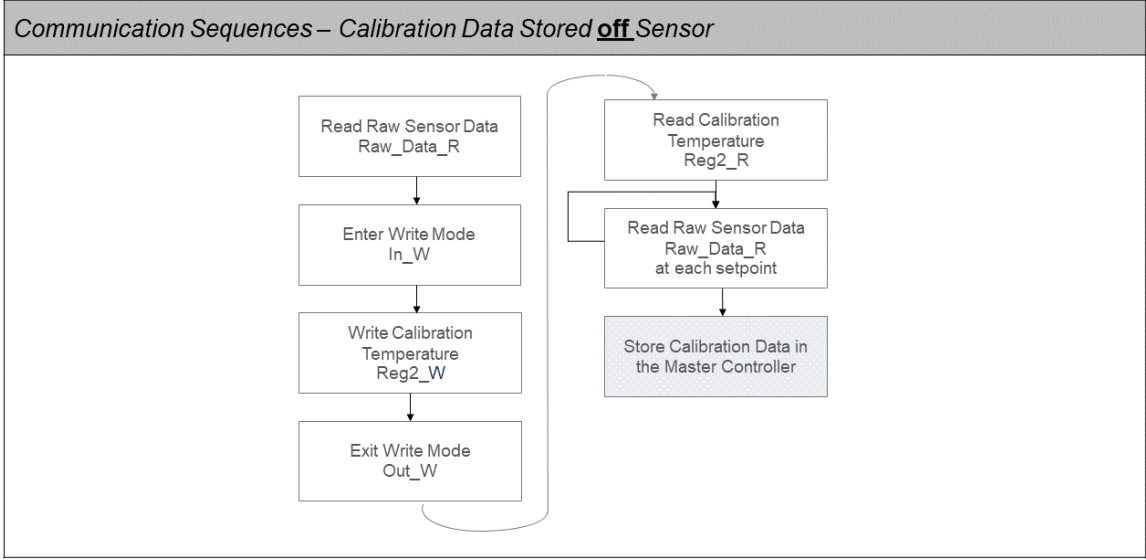 Communication Sequences – Calibration Data Stored off Sensor
Read Raw Sensor Data
Raw_Data_R
Enter Write Mode
In_W
Write Calibration
Temperature
Reg2_W
Exit Write Mode
Out_W
Read Calibration
Temperature
Reg2_R
Read Raw Sensor Data
Raw_Data_R
at each setpoint
Store Calibration Data in
the Master Controller